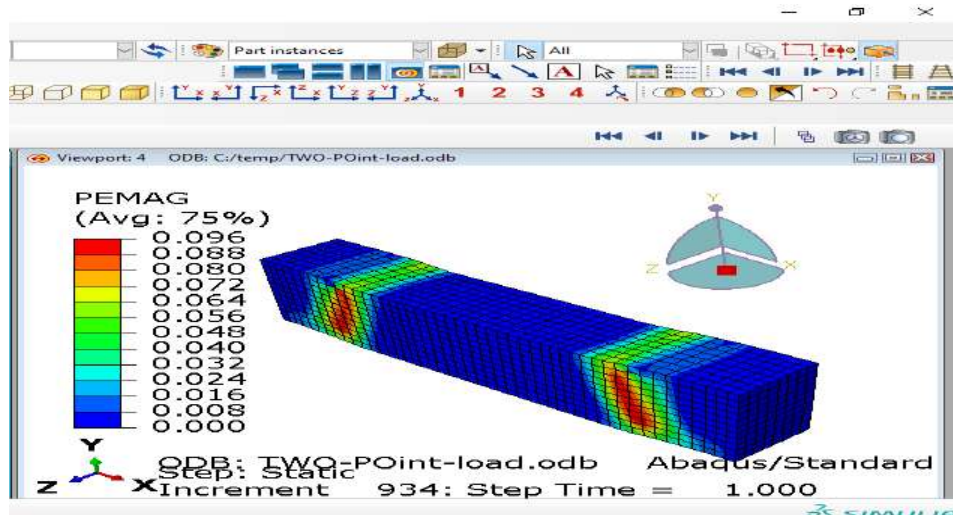 Part instances
All
1 2 3 4
Viewport: 4 ODB: C:/temp/TWO-POint-load.odb
PEMAG
(Avg: 75%)
0.096
0.088
0.080
0.072
0.064
0.056
0.048
0.040
0.032
0.024
0.016
0.008
0.000
Y
Z
X
Y
Z
X
ODB: TWO-POint-load.odb Abaqus/Standard
Step: Static
Increment 934: Step Time = 1.000